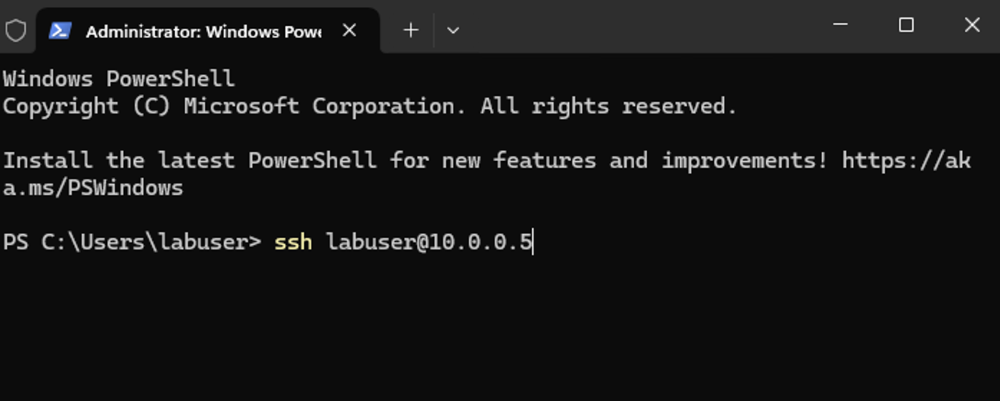 Administrator: Windows Powe
Windows PowerShell
Copyright (C) Microsoft Corporation. All rights reserved.
Install the latest PowerShell for new features and improvements! https://ak
a.ms/PSWindows
PS C:\Users\labuser> ssh labuser@10.0.0.5